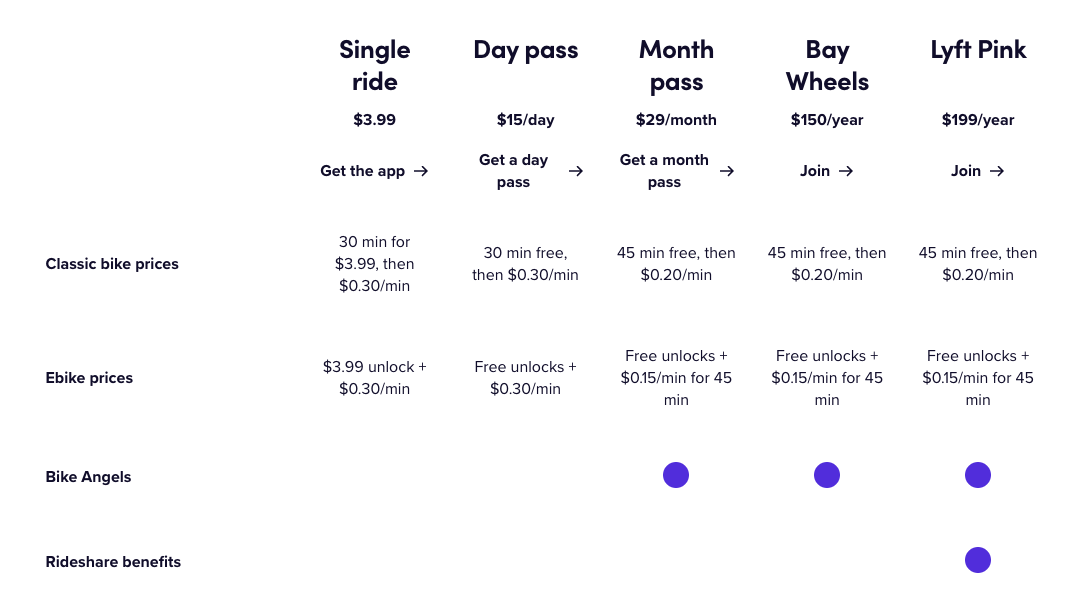 Single
ride
Day pass
Month
pass
Bay
Wheels
Lyft Pink
$3.99
$15/day
$29/month
$150/year
$199/year
Get the app →
Get a day
pass →
Get a month
pass →
Join →
Join →
Classic bike prices
30 min for
$3.99, then
$0.30/min
30 min free,
then $0.30/min
45 min free, then
$0.20/min
45 min free, then
$0.20/min
45 min free, then
$0.20/min
Ebike prices
$3.99 unlock +
$0.30/min
Free unlocks +
$0.30/min
Free unlocks +
$0.15/min for 45
min
Free unlocks +
$0.15/min for 45
min
Free unlocks +
$0.15/min for 45
min
Bike Angels
Rideshare benefits